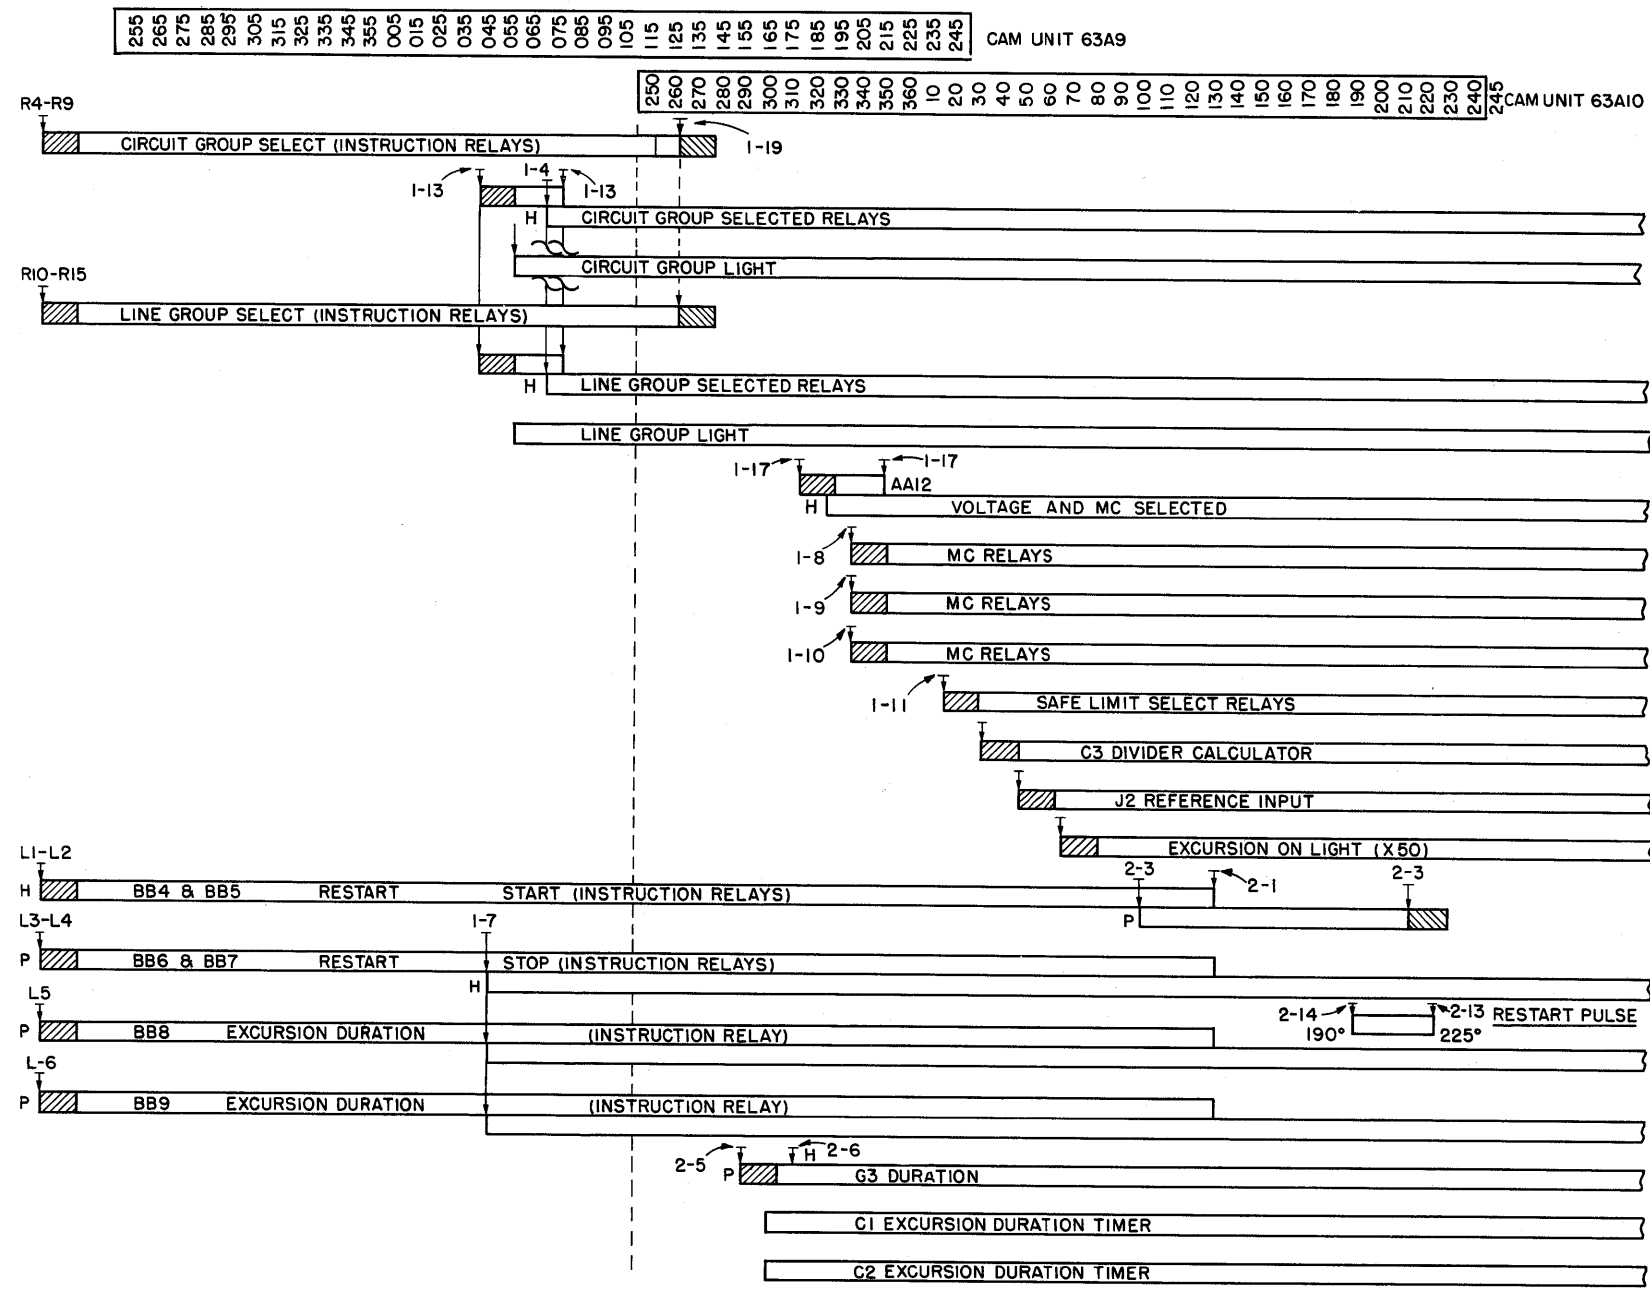 255 265 275 285 295 305 315 325 335 345 355 005 015 025 035 045 055 065 075 085 095 105 115 125 135 145 155 165 175 185 195 205 215 225 235 245 CAM UNIT 63A9
250 260 270 280 290 300 310 320 330 340 350 360 10 20 30 40 50 60 70 80 90 100 110 120 130 140 150 160 170 180 190 200 210 220 230 240 245 CAM UNIT 63A10
R4-R9
CIRCUIT GROUP SELECT (INSTRUCTION RELAYS) 1-19
1-13 1-4 1-13
H CIRCUIT GROUP SELECTED RELAYS
CIRCUIT GROUP LIGHT
R10-R15
LINE GROUP SELECT (INSTRUCTION RELAYS)
H LINE GROUP SELECTED RELAYS
LINE GROUP LIGHT
1-17 1-17
AA12
H VOLTAGE AND MC SELECTED
1-8 MC RELAYS
1-9 MC RELAYS
1-10 MC RELAYS
1-11 SAFE LIMIT SELECT RELAYS
C3 DIVIDER CALCULATOR
J2 REFERENCE INPUT
EXCURSION ON LIGHT (X50)
L1-L2
2-3 2-1 2-3
H BB4 & BB5 RESTART START (INSTRUCTION RELAYS)
P
L3-L4
1-7
P BB6 & BB7 RESTART STOP (INSTRUCTION RELAYS)
H
L5
2-14 2-13 RESTART PULSE
190° 225°
P BB8 EXCURSION DURATION (INSTRUCTION RELAY)
L-6
P BB9 EXCURSION DURATION (INSTRUCTION RELAY)
2-5 H 2-6
P G3 DURATION
C1 EXCURSION DURATION TIMER
C2 EXCURSION DURATION TIMER